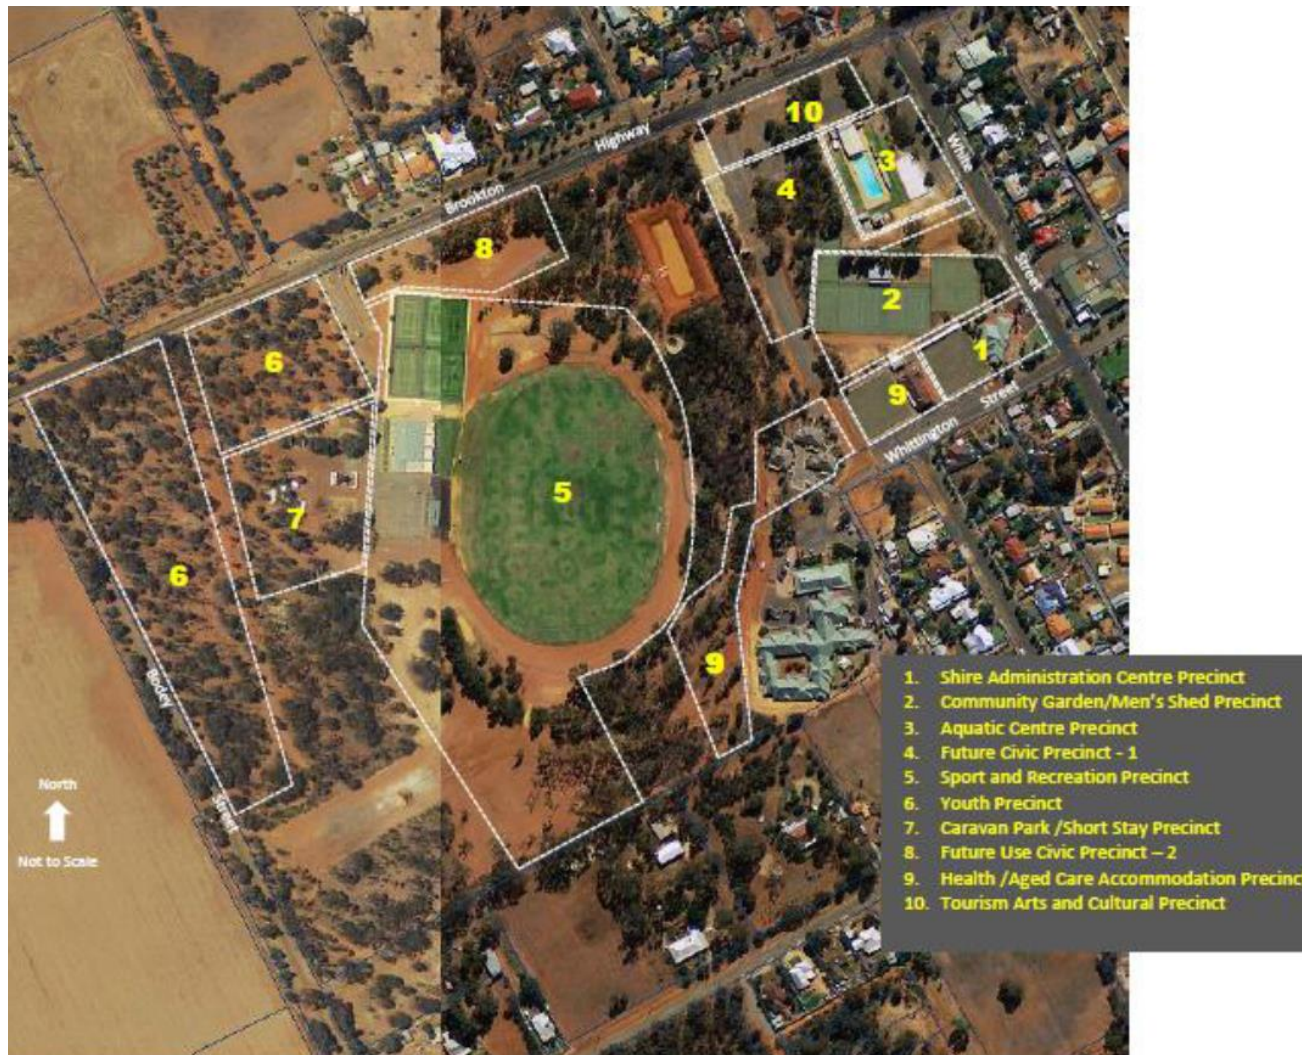 10
Highway
White
3
4
Brookton
8
Street
2
1
6
9
Street
Whittington
5
7
6
9
Bodey
Street
North
Not to Scale
1. Shire Administration Centre Precinct
2. Community Garden/Men's Shed Precinct
3. Aquatic Centre Precinct
4. Future Civic Precinct - 1
5. Sport and Recreation Precinct
6. Youth Precinct
7. Caravan Park /Short Stay Precinct
8. Future Use Civic Precinct – 2
9. Health /Aged Care Accommodation Precinc
10. Tourism Arts and Cultural Precinct